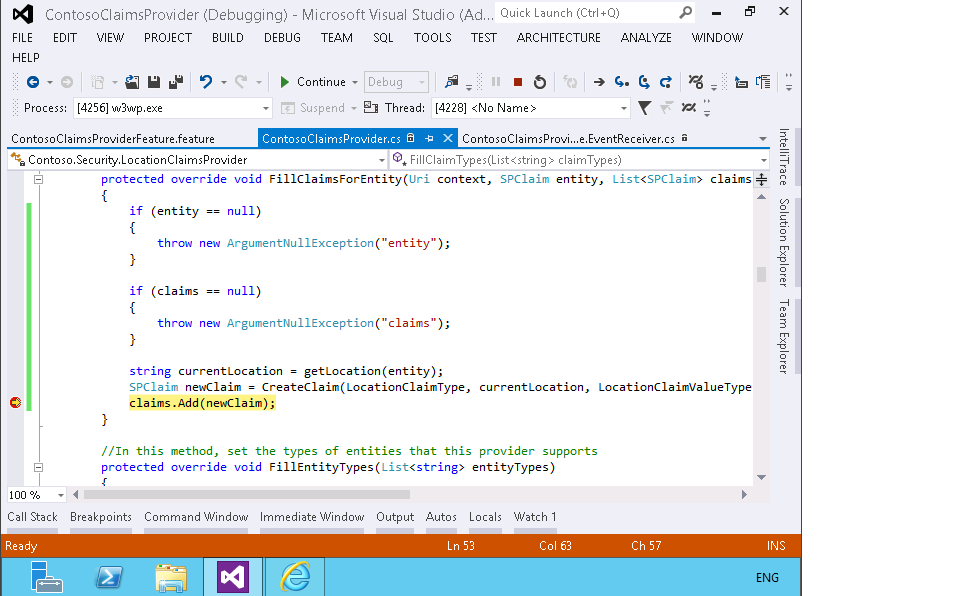 ContosoClaimsProvider (Debugging) - Microsoft Visual Studio (Ad... Quick Launch (Ctrl+Q)
FILE EDIT VIEW PROJECT BUILD DEBUG TEAM SQL TOOLS TEST ARCHITECTURE ANALYZE WINDOW
HELP
Continue Debug
Process: [4256] w3wp.exe Suspend Thread: [4228] <No Name>
ContosoClaimsProviderFeature.feature ContosoClaimsProvider.cs ContosoClaimsProvi...e.EventReceiver.cs
Contoso.Security.LocationClaimsProvider FillClaimTypes(List<string> claimTypes)
protected override void FillClaimsForEntity(Uri context, SPClaim entity, List<SPClaim> claims
{
if (entity == null)
{
throw new ArgumentNullException("entity");
}
if (claims == null)
{
throw new ArgumentNullException("claims");
}
string currentLocation = getLocation(entity);
SPClaim newClaim = CreateClaim(LocationClaimType, currentLocation, LocationClaimValueType
claims.Add(newClaim);
}
//In this method, set the types of entities that this provider supports
protected override void FillEntityTypes(List<string> entityTypes)
{
100 %
IntelliTrace
Solution Explorer
Team Explorer
Call Stack Breakpoints Command Window Immediate Window Output Autos Locals Watch 1
Ready Ln 53 Col 63 Ch 57 INS
ENG